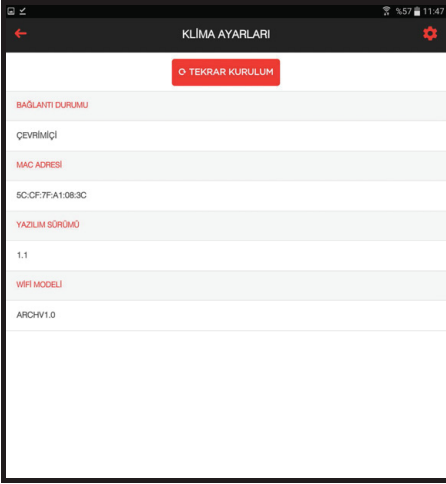 %57 11:47
KLİMA AYARLARI
TEKRAR KURULUM
BAĞLANTI DURUMU
ÇEVRİMİÇİ
MAC ADRESİ
5C:CF:7F:A1:08:3C
YAZILIM SÜRÜMÜ
1.1
WİFİ MODELİ
ARCHV1.0